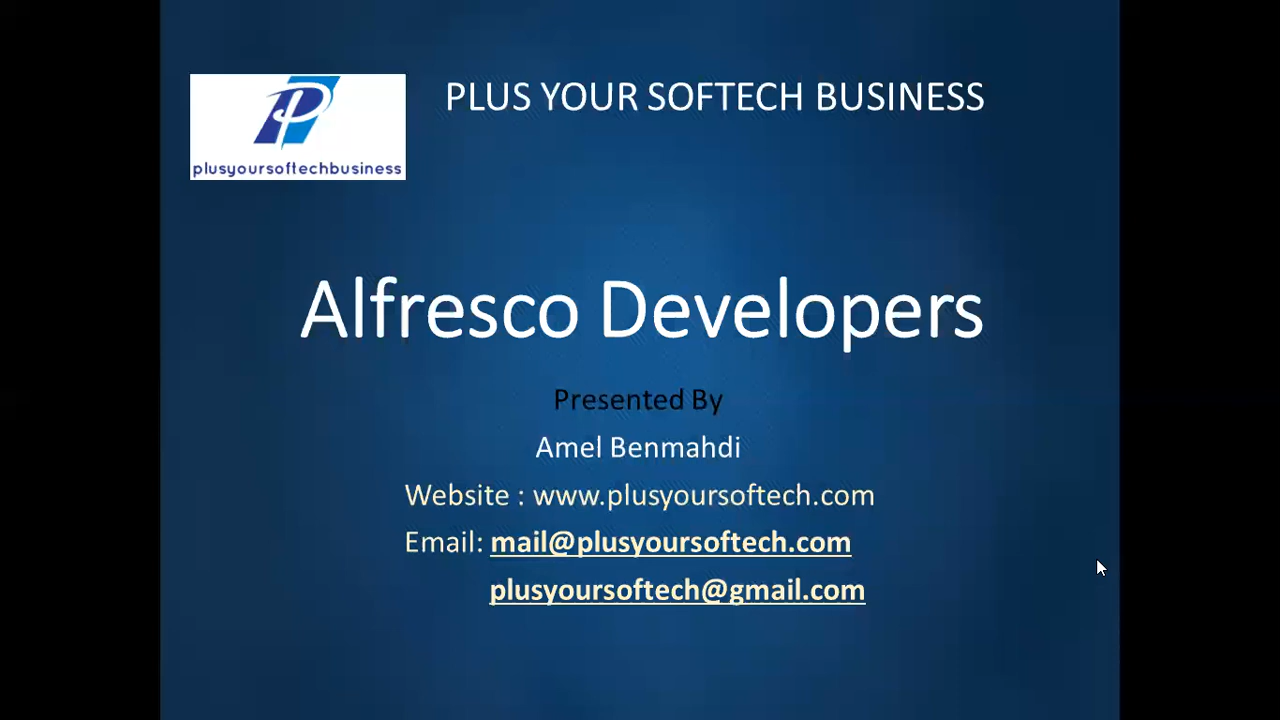 PLUS YOUR SOFTECH BUSINESS
P
plusyoursoftechbusiness
Alfresco Developers
Presented By
Amel Benmahdi
Website : www.plusyoursoftech.com
Email: mail@plusyoursoftech.com
plusyoursoftech@gmail.com